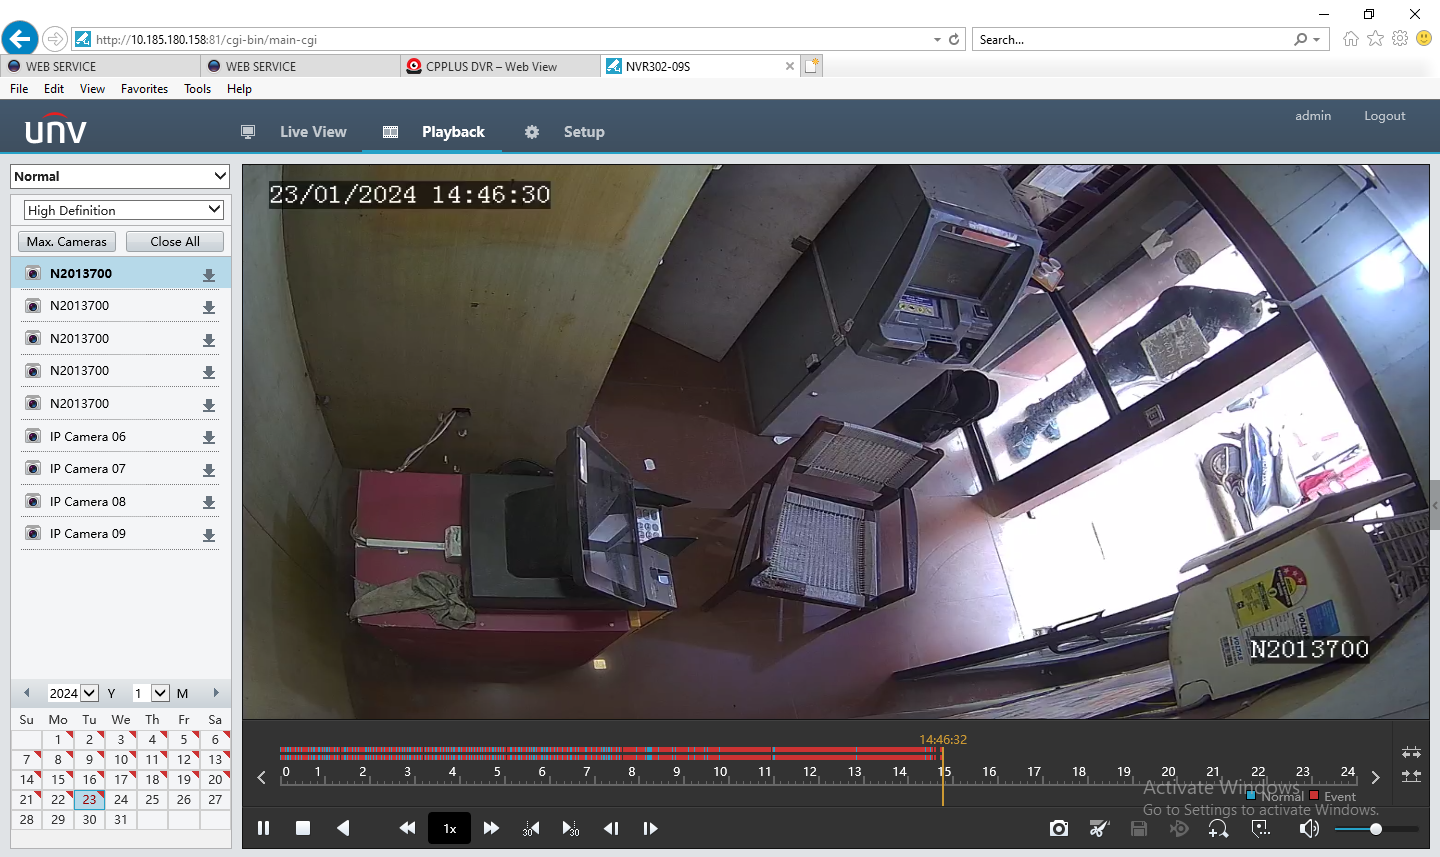 http://10.185.180.158:81/cgi-bin/main-cgi
Search...
WEB SERVICE
WEB SERVICE
CPPLUS DVR – Web View
NVR302-09S
File Edit View Favorites Tools Help
unv
Live View
Playback
Setup
admin
Logout
Normal
High Definition
Max. Cameras
Close All
N2013700
N2013700
N2013700
N2013700
N2013700
IP Camera 06
IP Camera 07
IP Camera 08
IP Camera 09
23/01/2024 14:46:30
VOLTAS
N2013700
2024 Y 1 M
Su Mo Tu We Th Fr Sa
1 2 3 4 5 6
7 8 9 10 11 12 13
14 15 16 17 18 19 20
21 22 23 24 25 26 27
28 29 30 31
14:46:32
0 1 2 3 4 5 6 7 8 9 10 11 12 13 14 15 16 17 18 19 20 21 22 23 24
Normal Event
Activate Windows
Go to Settings to activate Windows.
1x
30
30